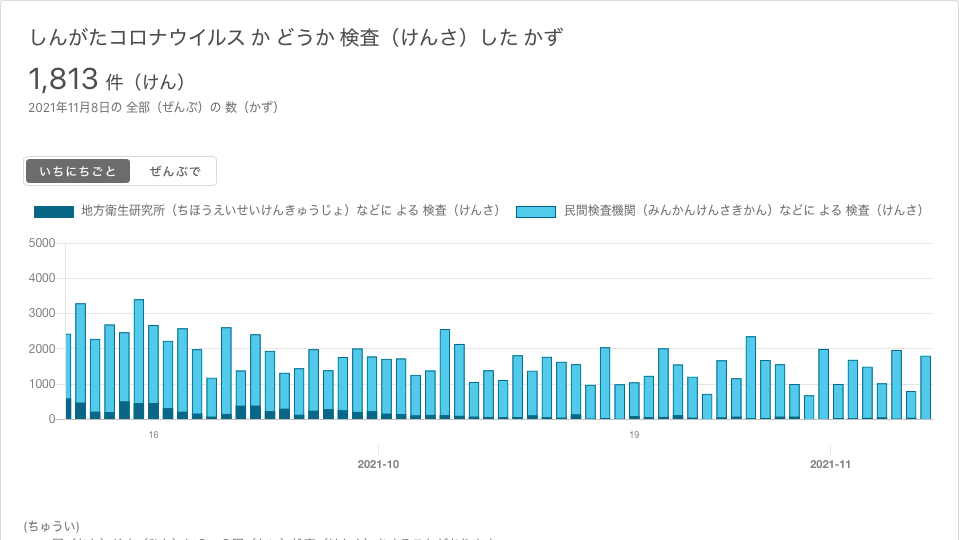 しんがたコロナウイルス か どうか 検査（けんさ）した かず
1,813 件（けん）
2021年11月8日の 全部（ぜんぶ）の 数（かず）
いちにちごと ぜんぶで
地方衛生研究所（ちほうえいせいけんきゅうじょ）などに よる 検査（けんさ） 民間検査機関（みんかんけんさきかん）などに よる 検査（けんさ）
5000
4000
3000
2000
1000
0
16 19
2021-10 2021-11
(ちゅうい)